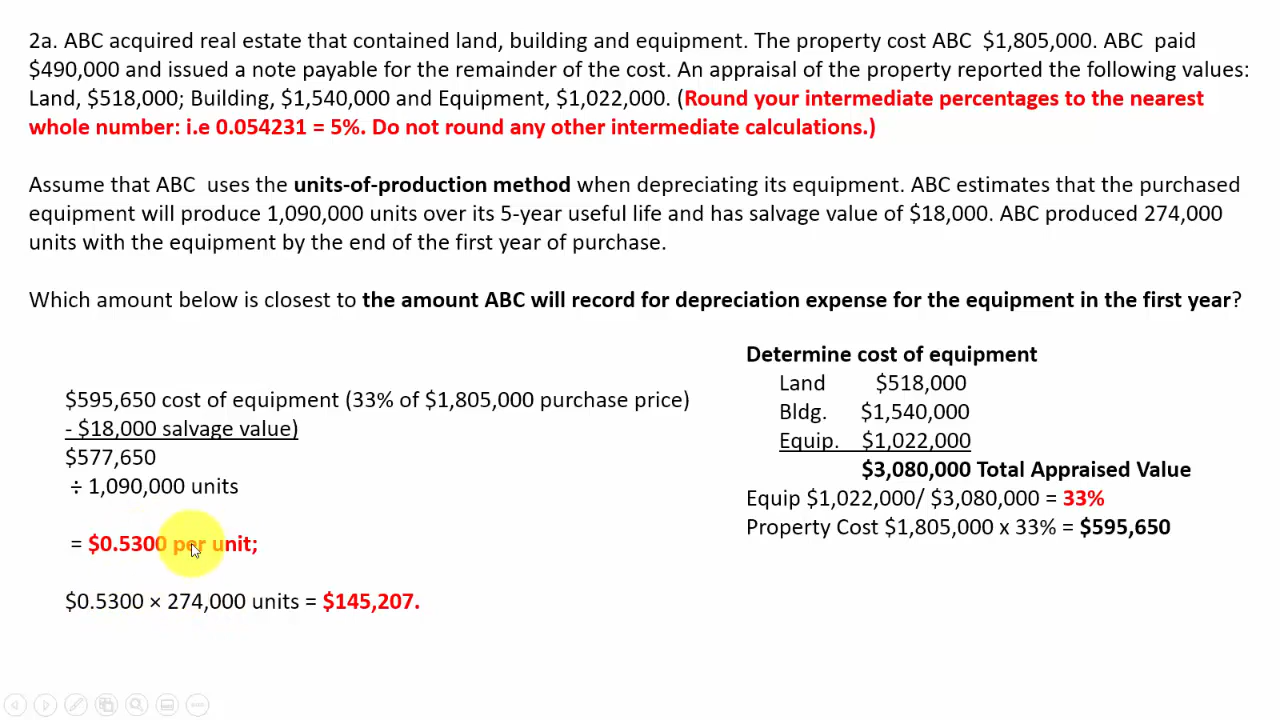 2a. ABC acquired real estate that contained land, building and equipment. The property cost ABC $1,805,000. ABC paid
$490,000 and issued a note payable for the remainder of the cost. An appraisal of the property reported the following values:
Land, $518,000; Building, $1,540,000 and Equipment, $1,022,000. (Round your intermediate percentages to the nearest
whole number: i.e 0.054231 = 5%. Do not round any other intermediate calculations.)
Assume that ABC uses the units-of-production method when depreciating its equipment. ABC estimates that the purchased
equipment will produce 1,090,000 units over its 5-year useful life and has salvage value of $18,000. ABC produced 274,000
units with the equipment by the end of the first year of purchase.
Which amount below is closest to the amount ABC will record for depreciation expense for the equipment in the first year?
$595,650 cost of equipment (33% of $1,805,000 purchase price)
- $18,000 salvage value)
$577,650
÷ 1,090,000 units
= $0.5300 per unit;
$0.5300 × 274,000 units = $145,207.
Determine cost of equipment
Land $518,000
Bldg. $1,540,000
Equip. $1,022,000
$3,080,000 Total Appraised Value
Equip $1,022,000/ $3,080,000 = 33%
Property Cost $1,805,000 x 33% = $595,650